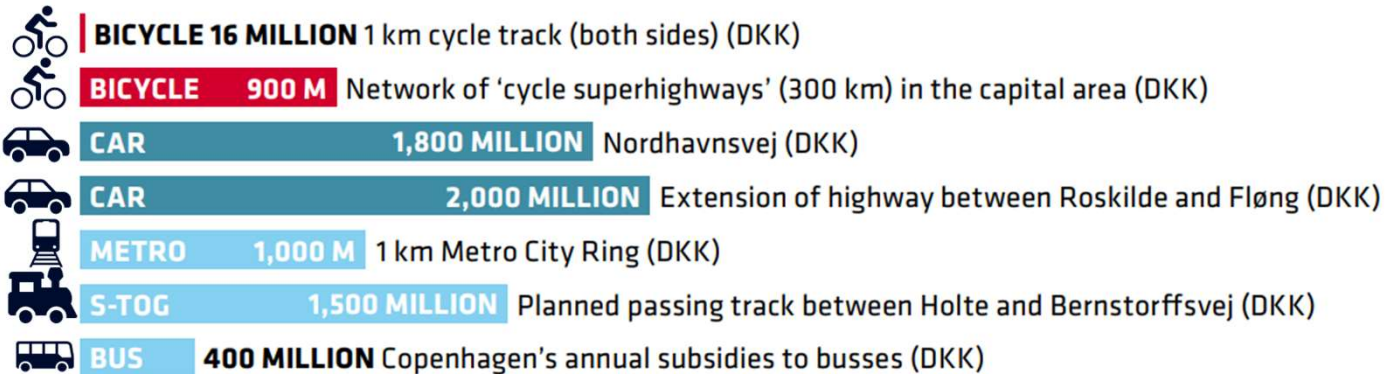 BICYCLE 16 MILLION 1 km cycle track (both sides) (DKK)
BICYCLE 900 M Network of ‘cycle superhighways’ (300 km) in the capital area (DKK)
CAR 1,800 MILLION Nordhavnsvej (DKK)
CAR 2,000 MILLION Extension of highway between Roskilde and Fløng (DKK)
METRO 1,000 M 1 km Metro City Ring (DKK)
S-TOG 1,500 MILLION Planned passing track between Holte and Bernstorffsvej (DKK)
BUS 400 MILLION Copenhagen’s annual subsidies to busses (DKK)